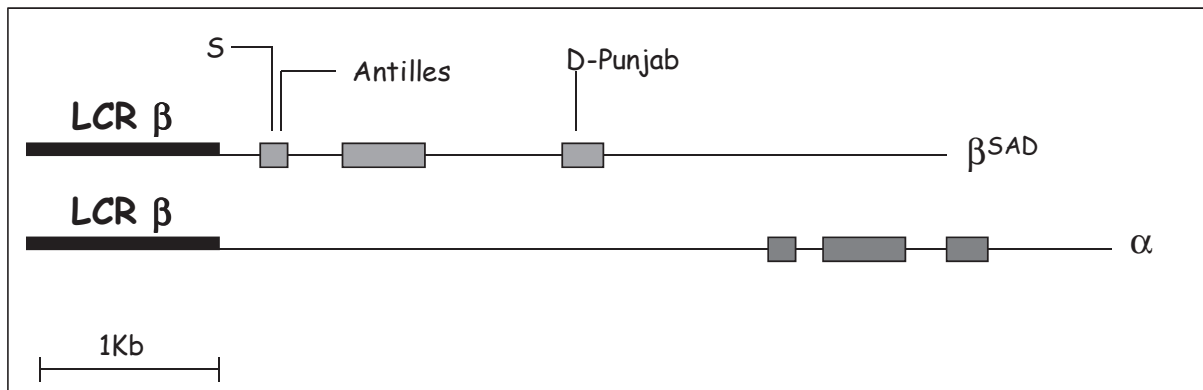 S
Antilles
D-Punjab
LCR β
β^SAD
LCR β
α
1Kb